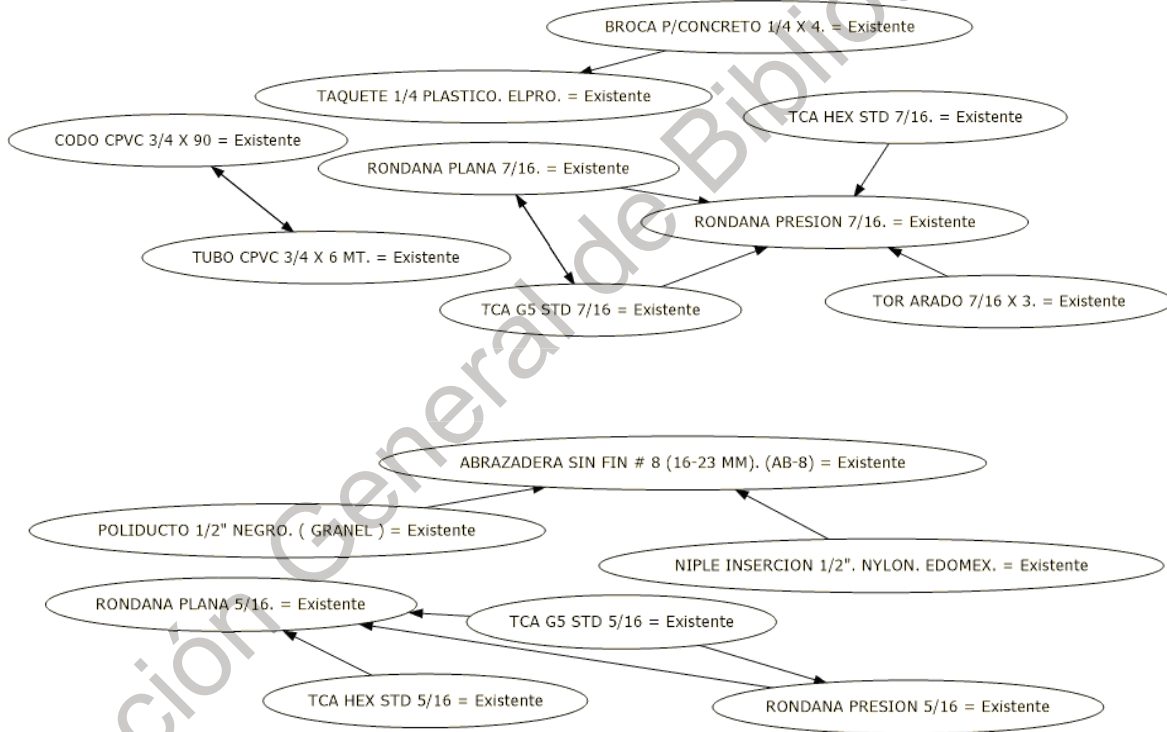 BROCA P/CONCRETO 1/4 X 4. = Existente
TAQUETE 1/4 PLASTICO. ELPRO. = Existente
TCA HEX STD 7/16. = Existente
CODO CPVC 3/4 X 90 = Existente
RONDANA PLANA 7/16. = Existente
RONDANA PRESION 7/16. = Existente
TUBO CPVC 3/4 X 6 MT. = Existente
TCA G5 STD 7/16 = Existente
TOR ARADO 7/16 X 3. = Existente
ABRAZADERA SIN FIN # 8 (16-23 MM). (AB-8) = Existente
POLIDUCTO 1/2" NEGRO. ( GRANEL ) = Existente
NIPLE INSERCION 1/2". NYLON. EDOMEX. = Existente
RONDANA PLANA 5/16. = Existente
TCA G5 STD 5/16 = Existente
TCA HEX STD 5/16 = Existente
RONDANA PRESION 5/16 = Existente
ción General de Biblio